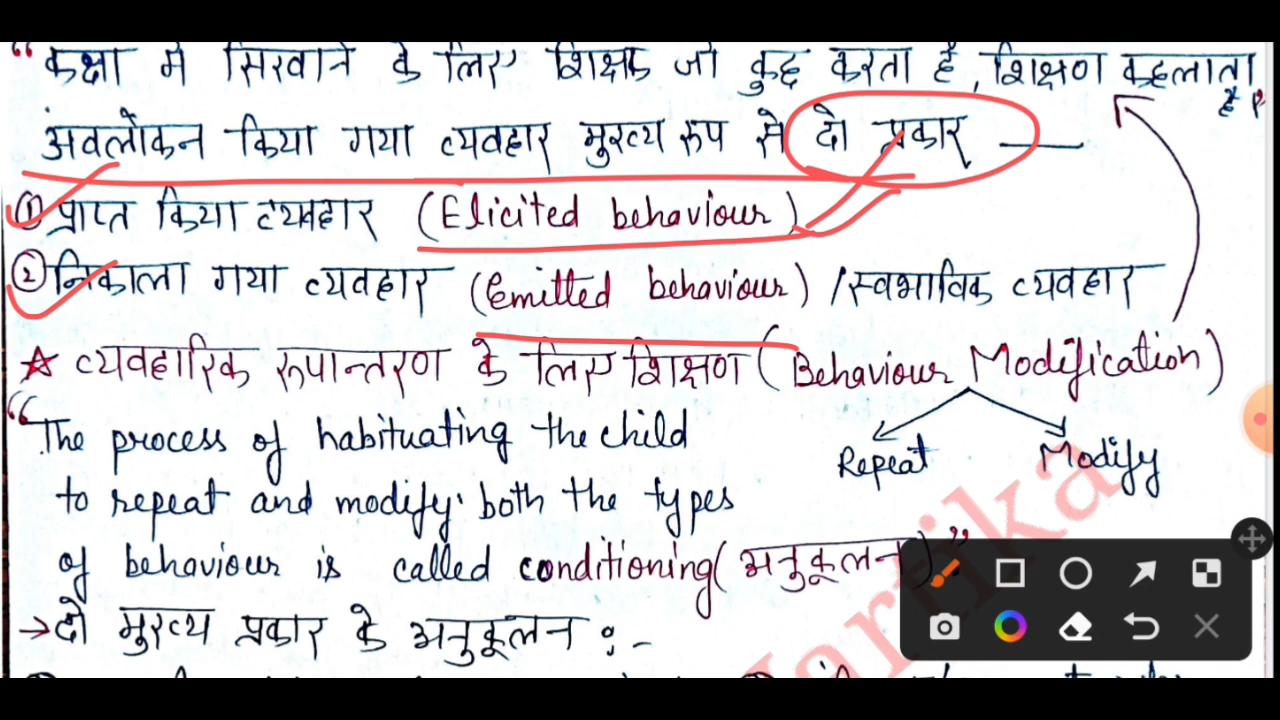 “ कक्षा में सिखाने के लिए शिक्षक जो कुछ करता है, शिक्षण कहलाता है।”
अवलोकन किया गया व्यवहार मुख्य रूप से दो प्रकार —
① प्राप्त किया व्यवहार (Elicited behaviour)
② निकाला गया व्यवहार (Emitted behaviour) / स्वभाविक व्यवहार
☆ व्यवहारिक रूपान्तरण के लिए शिक्षण (Behaviour Modification)
Repeat Modify
“The process of habituating the child
to repeat and modify both the types
of behaviour is called conditioning (अनुकूलन)”
→ दो मुख्य प्रकार के अनुकूलन :-